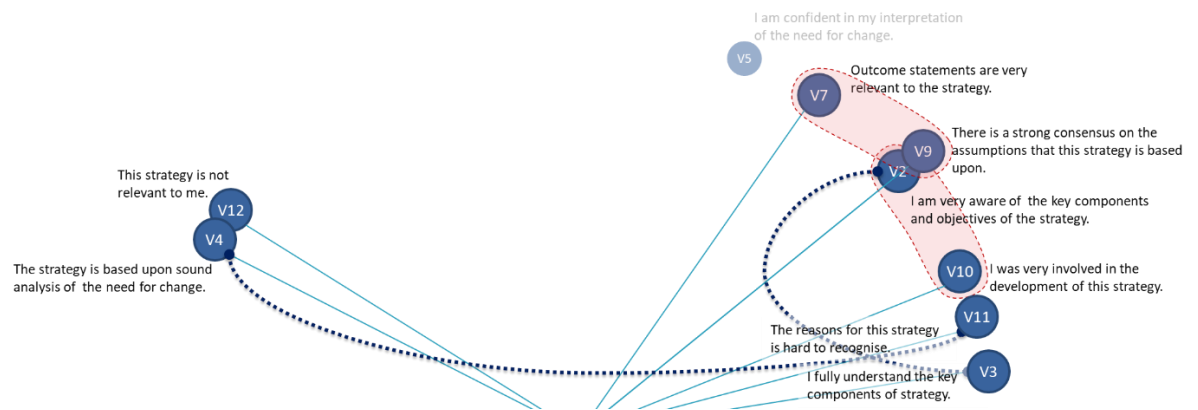 I am confident in my interpretation
of the need for change.
V5
Outcome statements are very
relevant to the strategy.
V7
There is a strong consensus on the
assumptions that this strategy is based
upon.
V9
V2
This strategy is not
relevant to me.
V12
I am very aware of the key components
and objectives of the strategy.
V4
The strategy is based upon sound
analysis of the need for change.
V10
I was very involved in the
development of this strategy.
V11
The reasons for this strategy
is hard to recognise.
V3
I fully understand the key
components of strategy.